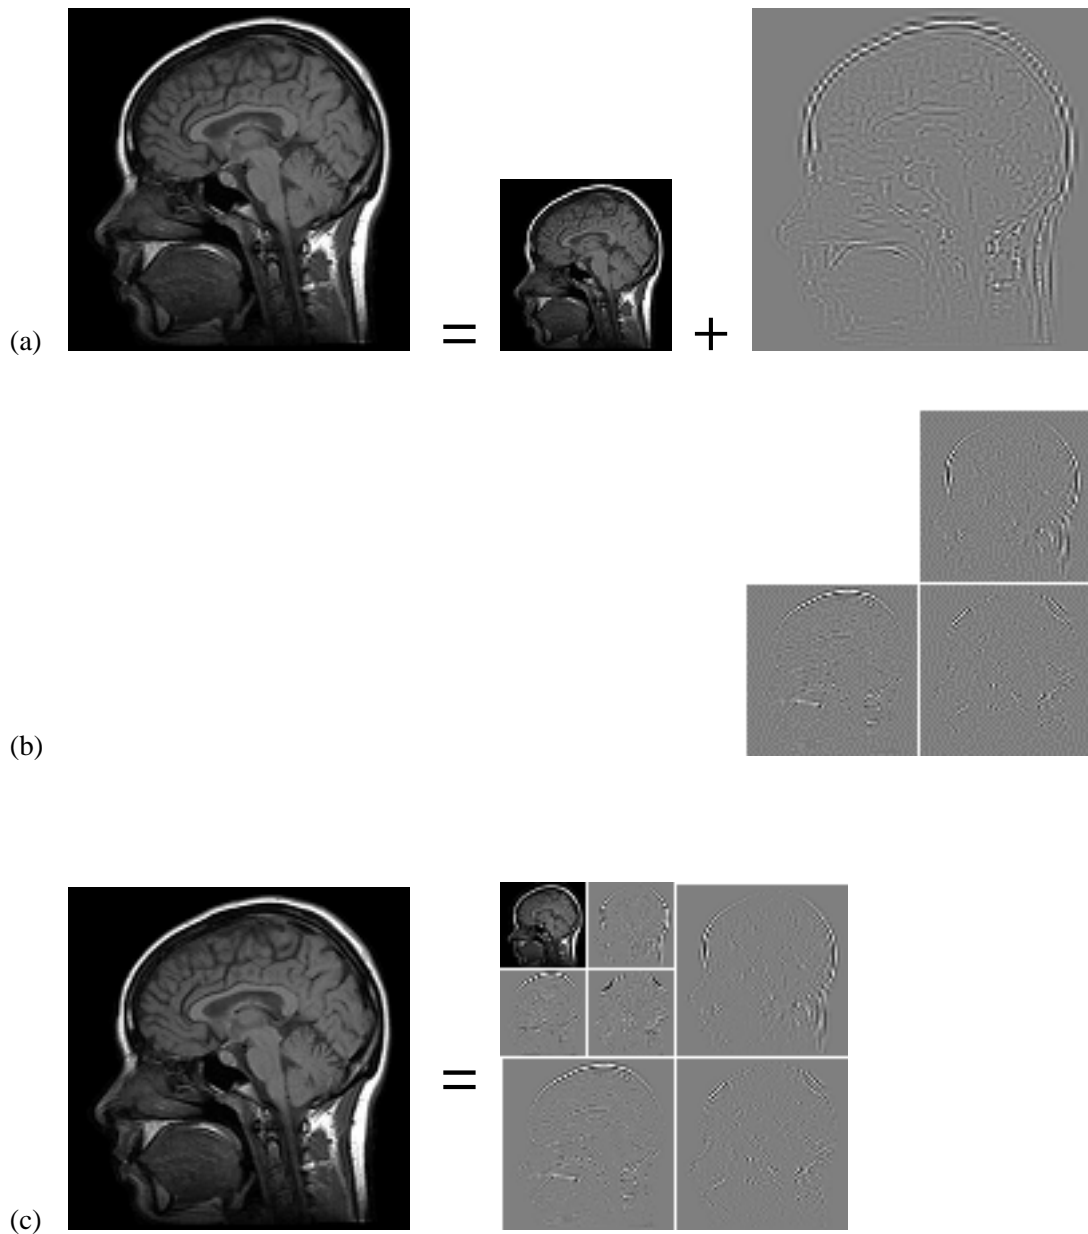 (a) = +
(b)
(c) =